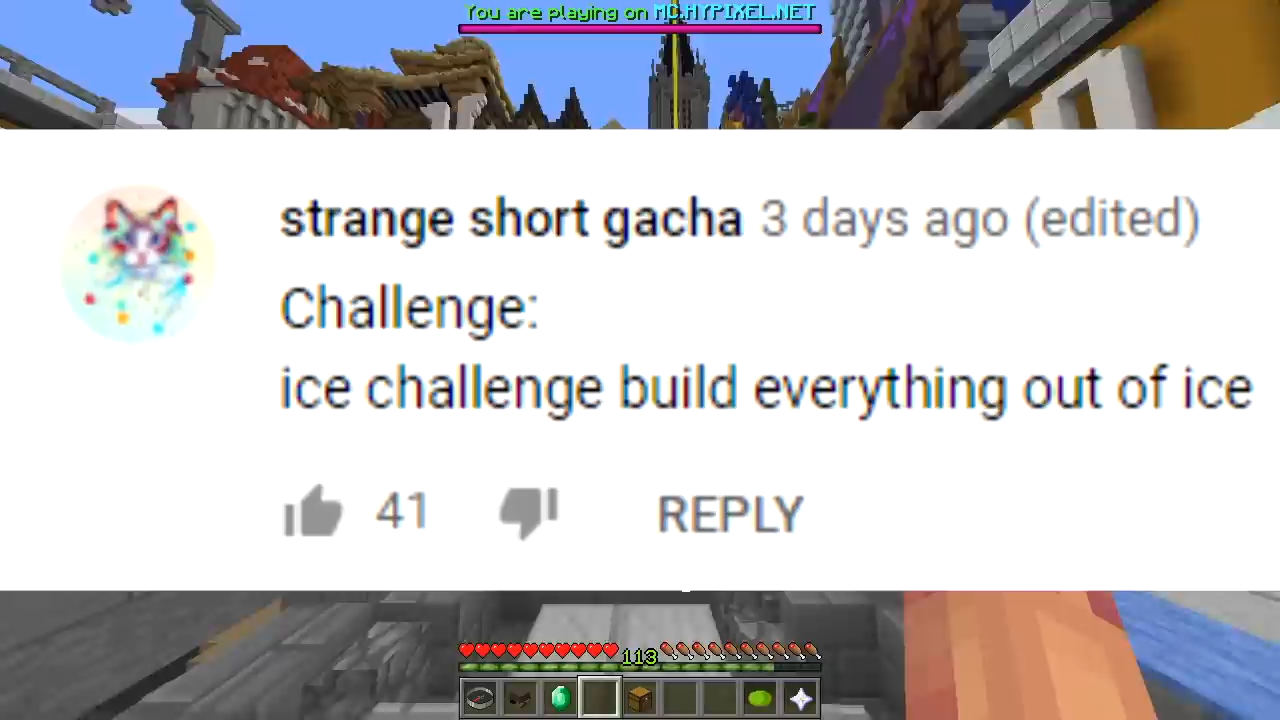 You are playing on MC.HYPIXEL.NET
strange short gacha 3 days ago (edited)
Challenge:
ice challenge build everything out of ice
41 REPLY
113